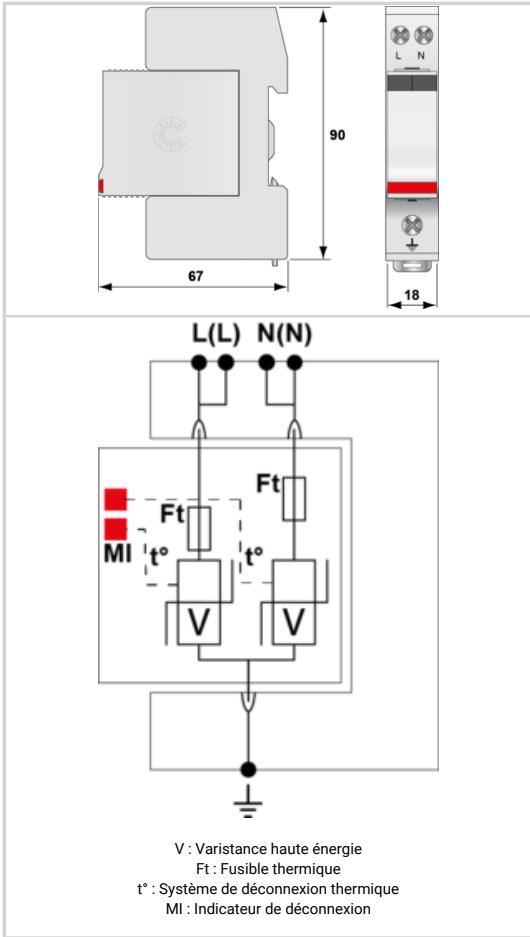 L N
90
67
18
L(L) N(N)
Ft
Ft
MI t° t°
V V
V : Varistance haute énergie
Ft : Fusible thermique
t° : Système de déconnexion thermique
MI : Indicateur de déconnexion